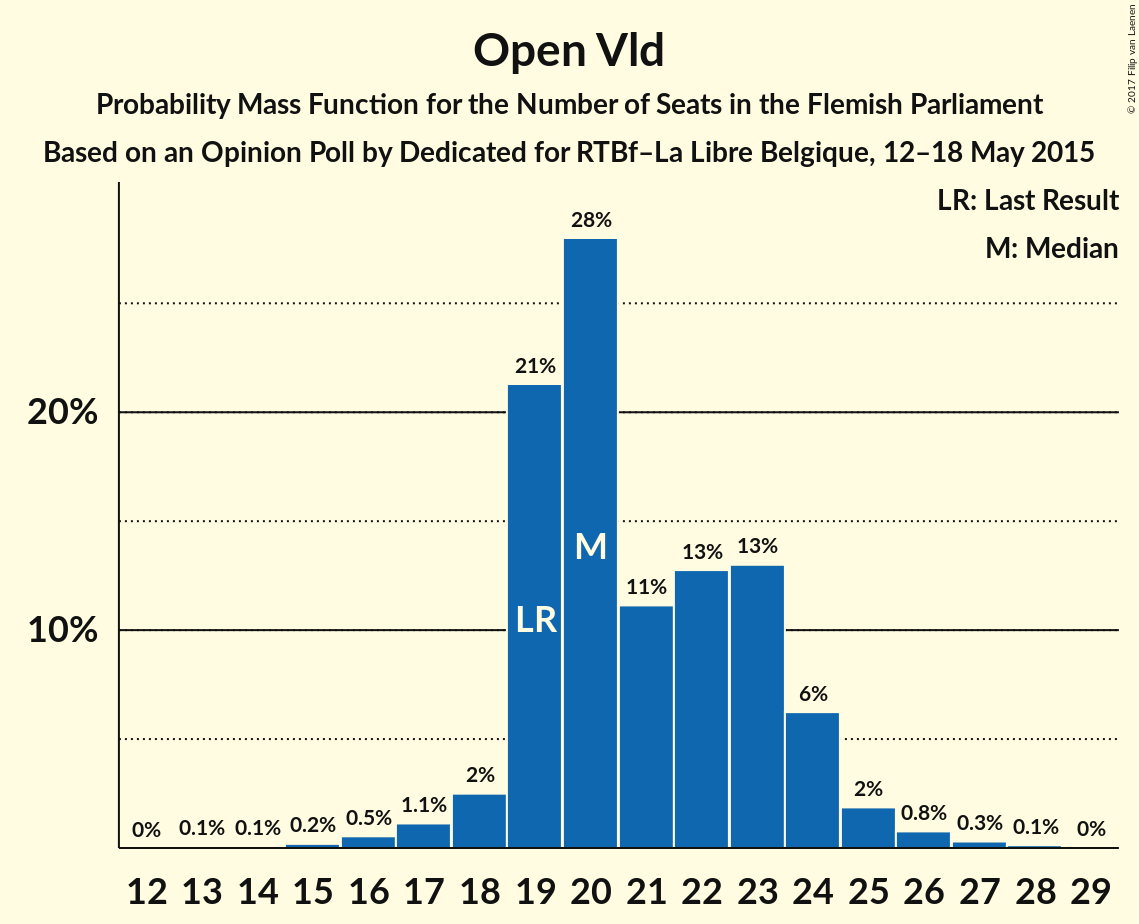 Open Vld
Probability Mass Function for the Number of Seats in the Flemish Parliament
Based on an Opinion Poll by Dedicated for RTBf–La Libre Belgique, 12–18 May 2015
© 2017 Filip van Laenen
LR: Last Result
M: Median
28%
21%
20%
M
13% 13%
11%
LR
10%
6%
2% 2%
0% 0.1% 0.1% 0.2% 0.5% 1.1% 0.8% 0.3% 0.1% 0%
12 13 14 15 16 17 18 19 20 21 22 23 24 25 26 27 28 29